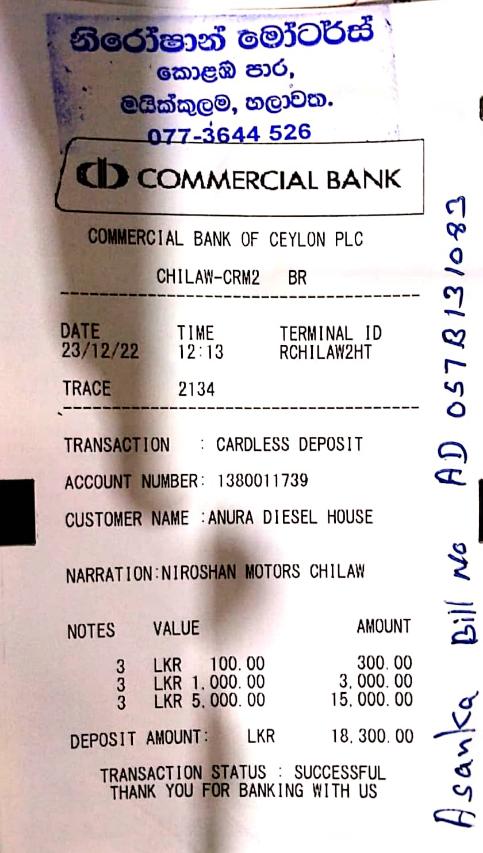 නිරෝෂාන් මෝටර්ස්
කොළඹ පාර,
මයික්කුලම, හලාවත.
077-3644 526
COMMERCIAL BANK
COMMERCIAL BANK OF CEYLON PLC
CHILAW-CRM2 BR
DATE TIME TERMINAL ID
23/12/22 12:13 RCHILAW2HT
TRACE 2134
TRANSACTION : CARDLESS DEPOSIT
ACCOUNT NUMBER: 1380011739
CUSTOMER NAME :ANURA DIESEL HOUSE
NARRATION:NIROSHAN MOTORS CHILAW
NOTES VALUE AMOUNT
3 LKR 100.00 300.00
3 LKR 1,000.00 3,000.00
3 LKR 5,000.00 15,000.00
DEPOSIT AMOUNT: LKR 18,300.00
TRANSACTION STATUS : SUCCESSFUL
THANK YOU FOR BANKING WITH US
Asanka Bill No AD 057B131083